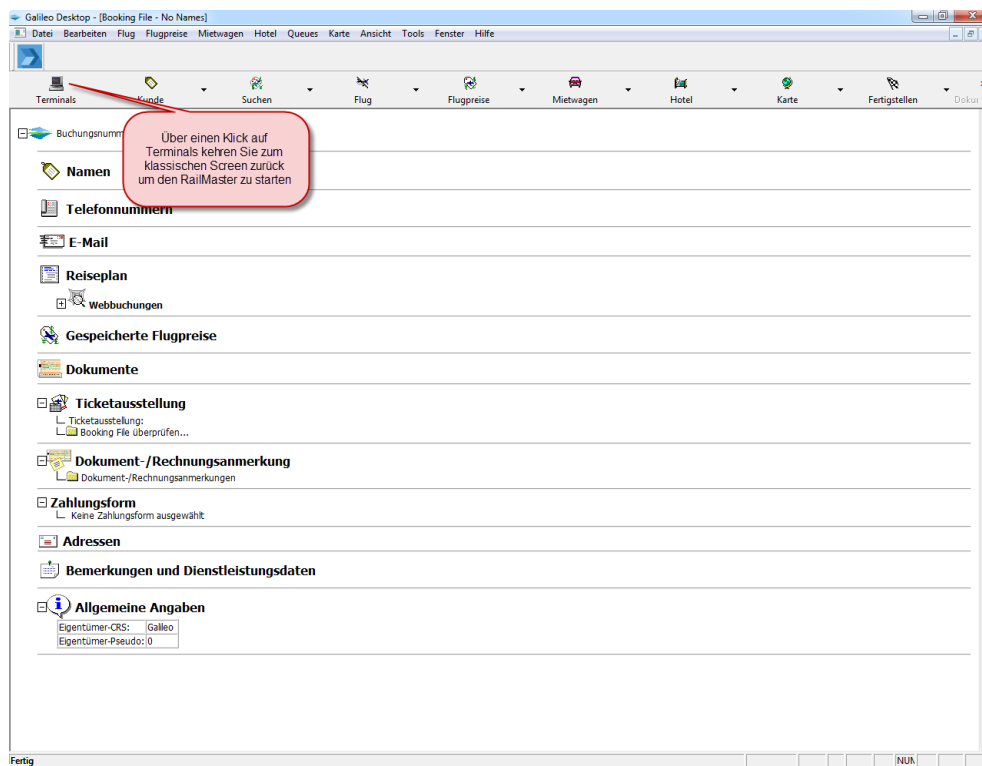 Galileo Desktop - [Booking File - No Names]
Datei Bearbeiten Flug Flugpreise Mietwagen Hotel Queues Karte Ansicht Tools Fenster Hilfe
Terminals Kunde Suchen Flug Flugpreise Mietwagen Hotel Karte Fertigstellen
Über einen Klick auf
Terminals kehren Sie zum
klassischen Screen zurück
um den RailMaster zu starten
Namen
Telefonnummern
E-Mail
Reiseplan
Webbuchungen
Gespeicherte Flugpreise
Dokumente
Ticketausstellung
Ticketausstellung:
Booking File überprüfen...
Dokument-/Rechnungsanmerkung
Dokument-/Rechnungsanmerkungen
Zahlungsform
Keine Zahlungsform ausgewählt
Adressen
Bemerkungen und Dienstleistungsdaten
Allgemeine Angaben
Eigentümer-CRS: Galileo
Eigentümer-Pseudo: 0
Fertig